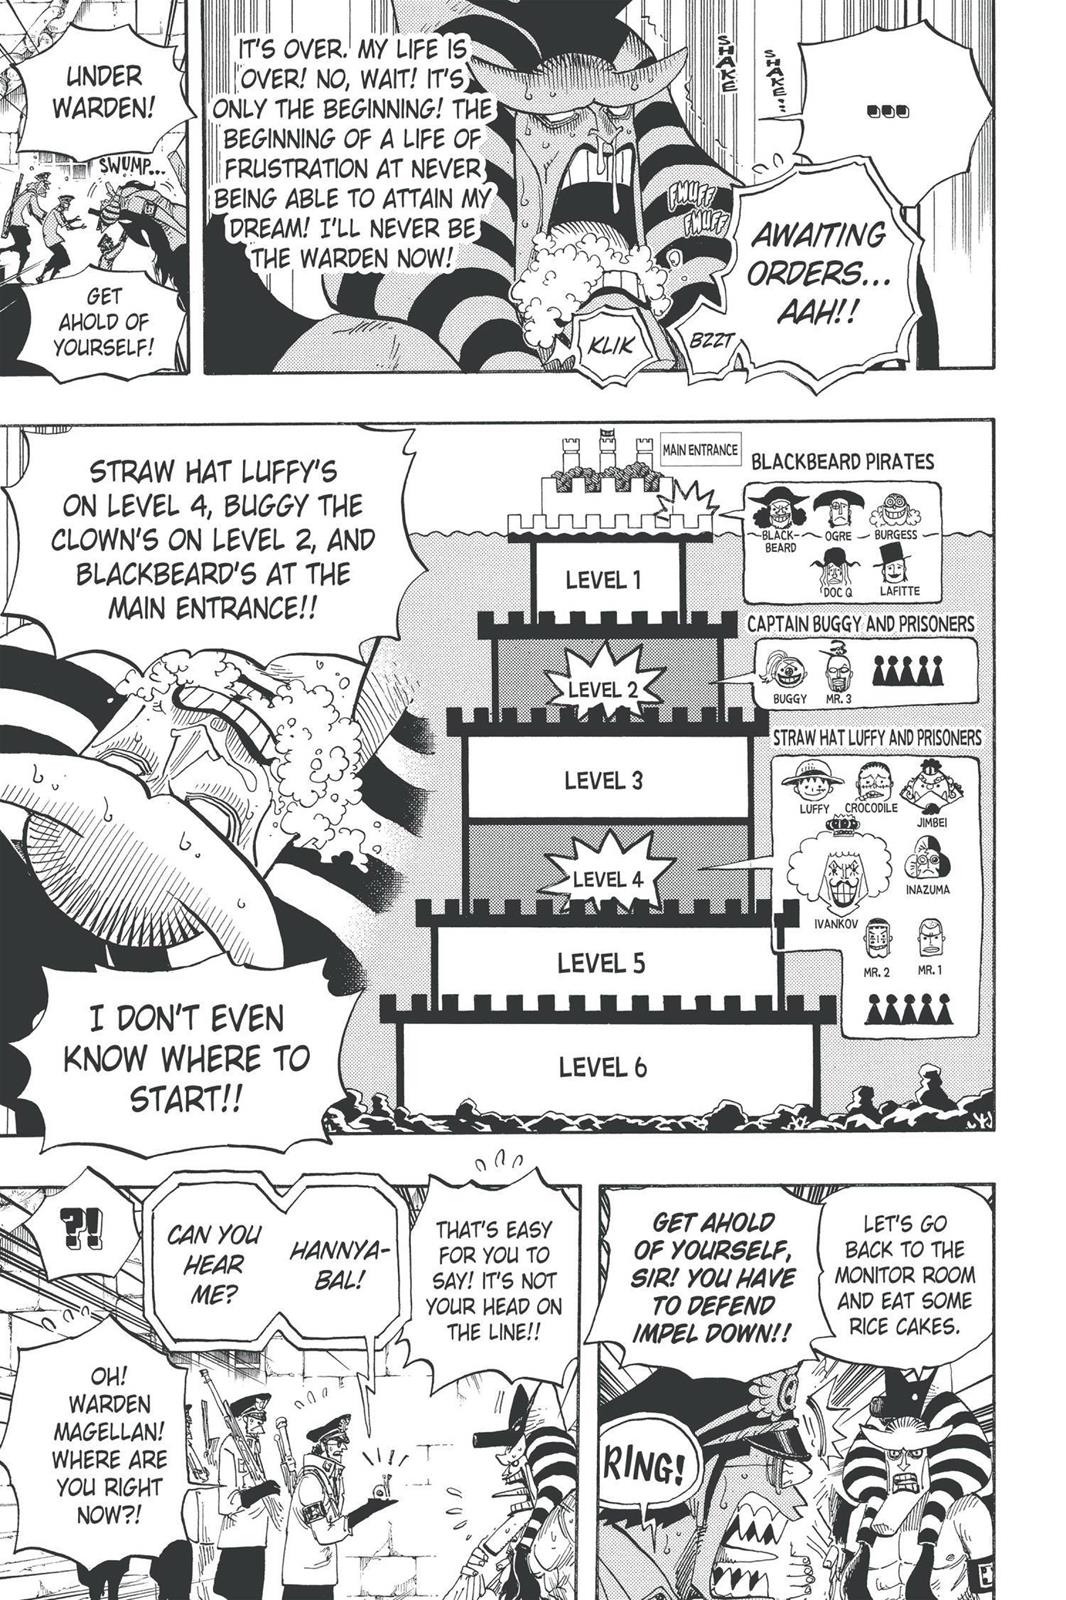 ...
SHAKE
SHAKE..
AWAITING
ORDERS...
AAH!!
BZZT
KLIK
FWUFF
FWUFF
IT'S OVER. MY LIFE IS
OVER! NO, WAIT! IT'S
ONLY THE BEGINNING! THE
BEGINNING OF A LIFE OF
FRUSTRATION AT NEVER
BEING ABLE TO ATTAIN MY
DREAM! I'LL NEVER BE
THE WARDEN NOW!
UNDER
WARDEN!
SWUMP...
GET
AHOLD OF
YOURSELF!
STRAW HAT LUFFY'S
ON LEVEL 4, BUGGY THE
CLOWN'S ON LEVEL 2, AND
BLACKBEARD'S AT THE
MAIN ENTRANCE!!
MAIN ENTRANCE
BLACKBEARD PIRATES
BLACK-
BEARD
OGRE
BURGESS
DOC Q
LAFITTE
LEVEL 1
CAPTAIN BUGGY AND PRISONERS
LEVEL 2
BUGGY
MR. 3
STRAW HAT LUFFY AND PRISONERS
LEVEL 3
LUFFY
CROCODILE
JIMBEI
LEVEL 4
IVANKOV
INAZUMA
MR. 2
MR. 1
LEVEL 5
LEVEL 6
I DON'T EVEN
KNOW WHERE TO
START!!
LET'S GO
BACK TO THE
MONITOR ROOM
AND EAT SOME
RICE CAKES.
GET AHOLD
OF YOURSELF,
SIR! YOU HAVE
TO DEFEND
IMPEL DOWN!!
RING!
THAT'S EASY
FOR YOU TO
SAY! IT'S NOT
YOUR HEAD ON
THE LINE!!
HANNYA-
BAL!
CAN YOU
HEAR
ME?
?!
OH!
WARDEN
MAGELLAN!
WHERE ARE
YOU RIGHT
NOW?!